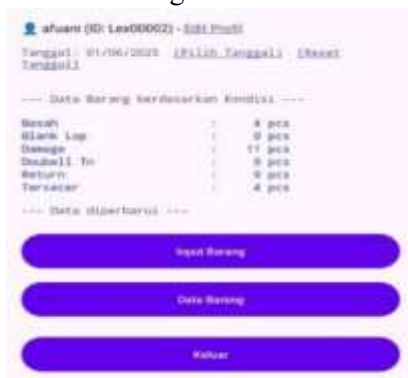 afuani (ID: Lex00002) - Edit Profil
Tanggal: 01/06/2025 [Pilih Tanggal] [Reset
Tanggal]
--- Data Barang berdasarkan Kondisi ---
Basah : 4 pcs
Blank Lap : 0 pcs
Damage : 11 pcs
Doubell In : 0 pcs
Return : pcs
Tersecer : 4 pcs
--- Data diperbarui ---
Input Barang
Data Barang
Keluar